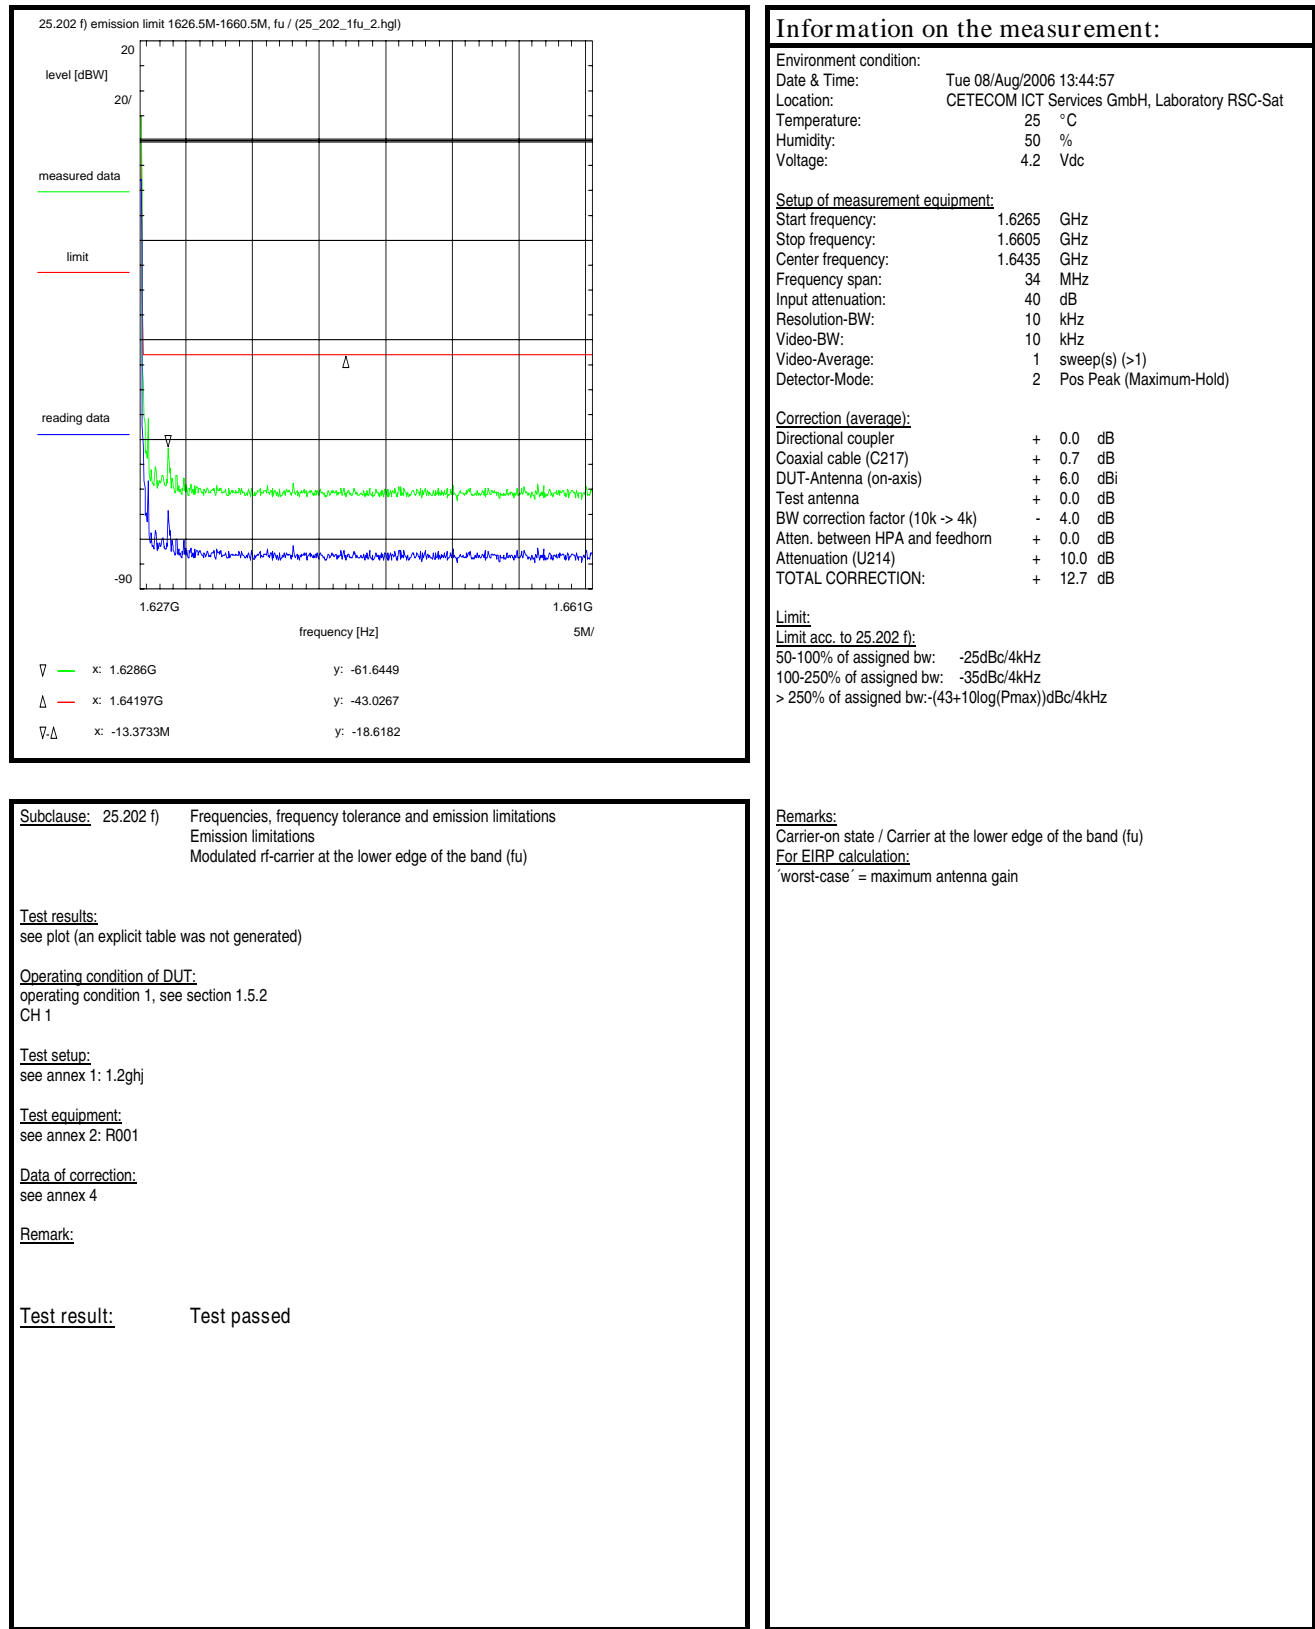 25.202 f) emission limit 1626.5M-1660.5M, fu / (25_202_1fu_2.hgl)
20
level [dBW]
20/
measured data
limit
reading data
-90
1.627G 1.661G
frequency [Hz] 5M/
∇ x: 1.6286G y: -61.6449
Δ x: 1.64197G y: -43.0267
∇-Δ x: -13.3733M y: -18.6182
Information on the measurement:
Environment condition:
Date & Time: Tue 08/Aug/2006 13:44:57
Location: CETECOM ICT Services GmbH, Laboratory RSC-Sat
Temperature: 25 °C
Humidity: 50 %
Voltage: 4.2 Vdc
Setup of measurement equipment:
Start frequency: 1.6265 GHz
Stop frequency: 1.6605 GHz
Center frequency: 1.6435 GHz
Frequency span: 34 MHz
Input attenuation: 40 dB
Resolution-BW: 10 kHz
Video-BW: 10 kHz
Video-Average: 1 sweep(s) (>1)
Detector-Mode: 2 Pos Peak (Maximum-Hold)
Correction (average):
Directional coupler + 0.0 dB
Coaxial cable (C217) + 0.7 dB
DUT-Antenna (on-axis) + 6.0 dBi
Test antenna + 0.0 dB
BW correction factor (10k -> 4k) - 4.0 dB
Atten. between HPA and feedhorn + 0.0 dB
Attenuation (U214) + 10.0 dB
TOTAL CORRECTION: + 12.7 dB
Limit:
Limit acc. to 25.202 f):
50-100% of assigned bw: -25dBc/4kHz
100-250% of assigned bw: -35dBc/4kHz
> 250% of assigned bw:-(43+10log(Pmax))dBc/4kHz
Subclause: 25.202 f) Frequencies, frequency tolerance and emission limitations
Emission limitations
Modulated rf-carrier at the lower edge of the band (fu)
Test results:
see plot (an explicit table was not generated)
Operating condition of DUT:
operating condition 1, see section 1.5.2
CH 1
Test setup:
see annex 1: 1.2ghj
Test equipment:
see annex 2: R001
Data of correction:
see annex 4
Remark:
Test result: Test passed
Remarks:
Carrier-on state / Carrier at the lower edge of the band (fu)
For EIRP calculation:
´worst-case´ = maximum antenna gain